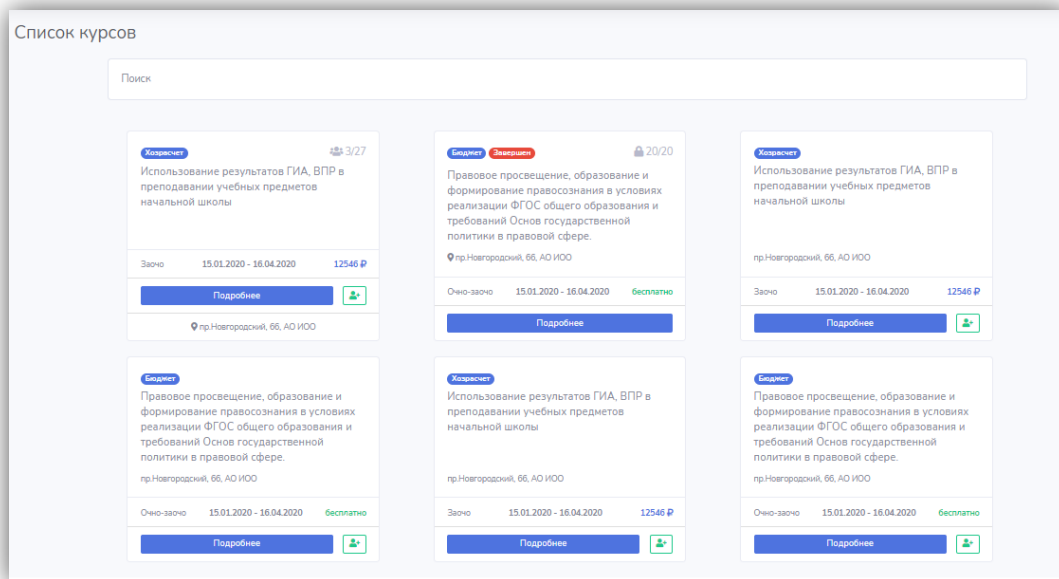 Список курсов
Поиск
Хозрасчет 3/27
Использование результатов ГИА, ВПР в
преподавании учебных предметов
начальной школы
Заочо 15.01.2020 - 16.04.2020 12546 ₽
Подробнее
пр.Новгородский, 66, АО ИОО
Бюджет Завершен 20/20
Правовое просвещение, образование и
формирование правосознания в условиях
реализации ФГОС общего образования и
требований Основ государственной
политики в правовой сфере.
пр.Новгородский, 66, АО ИОО
Очно-заочо 15.01.2020 - 16.04.2020 бесплатно
Подробнее
Хозрасчет
Использование результатов ГИА, ВПР в
преподавании учебных предметов
начальной школы
пр.Новгородский, 66, АО ИОО
Заочо 15.01.2020 - 16.04.2020 12546 ₽
Подробнее
Бюджет
Правовое просвещение, образование и
формирование правосознания в условиях
реализации ФГОС общего образования и
требований Основ государственной
политики в правовой сфере.
пр.Новгородский, 66, АО ИОО
Очно-заочо 15.01.2020 - 16.04.2020 бесплатно
Подробнее
Хозрасчет
Использование результатов ГИА, ВПР в
преподавании учебных предметов
начальной школы
пр.Новгородский, 66, АО ИОО
Заочо 15.01.2020 - 16.04.2020 12546 ₽
Подробнее
Бюджет
Правовое просвещение, образование и
формирование правосознания в условиях
реализации ФГОС общего образования и
требований Основ государственной
политики в правовой сфере.
пр.Новгородский, 66, АО ИОО
Очно-заочо 15.01.2020 - 16.04.2020 бесплатно
Подробнее